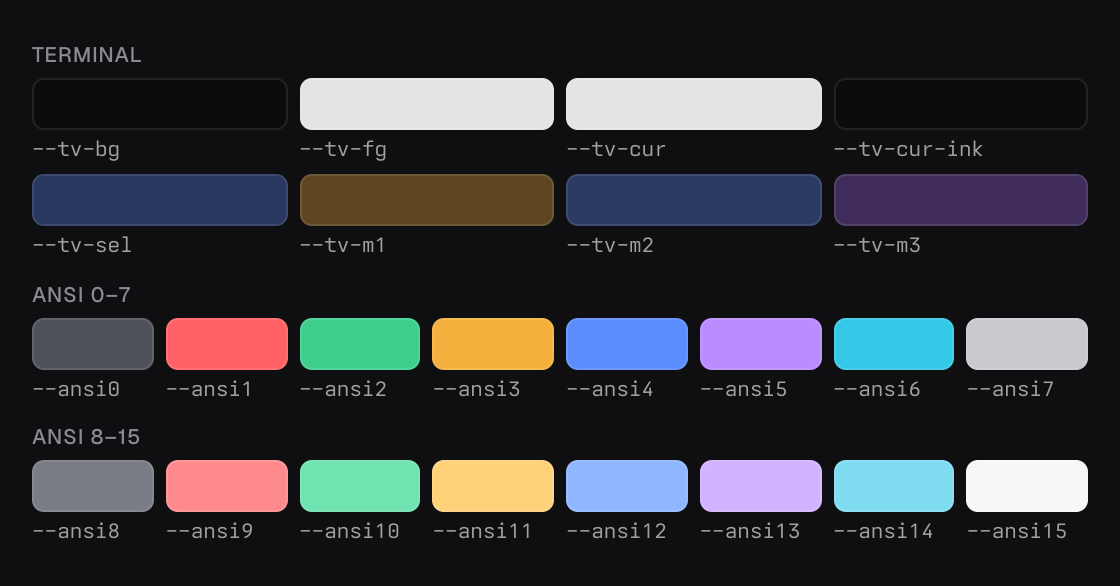 TERMINAL
--tv-bg --tv-fg --tv-cur --tv-cur-ink
--tv-sel --tv-m1 --tv-m2 --tv-m3
ANSI 0–7
--ansi0 --ansi1 --ansi2 --ansi3 --ansi4 --ansi5 --ansi6 --ansi7
ANSI 8–15
--ansi8 --ansi9 --ansi10 --ansi11 --ansi12 --ansi13 --ansi14 --ansi15